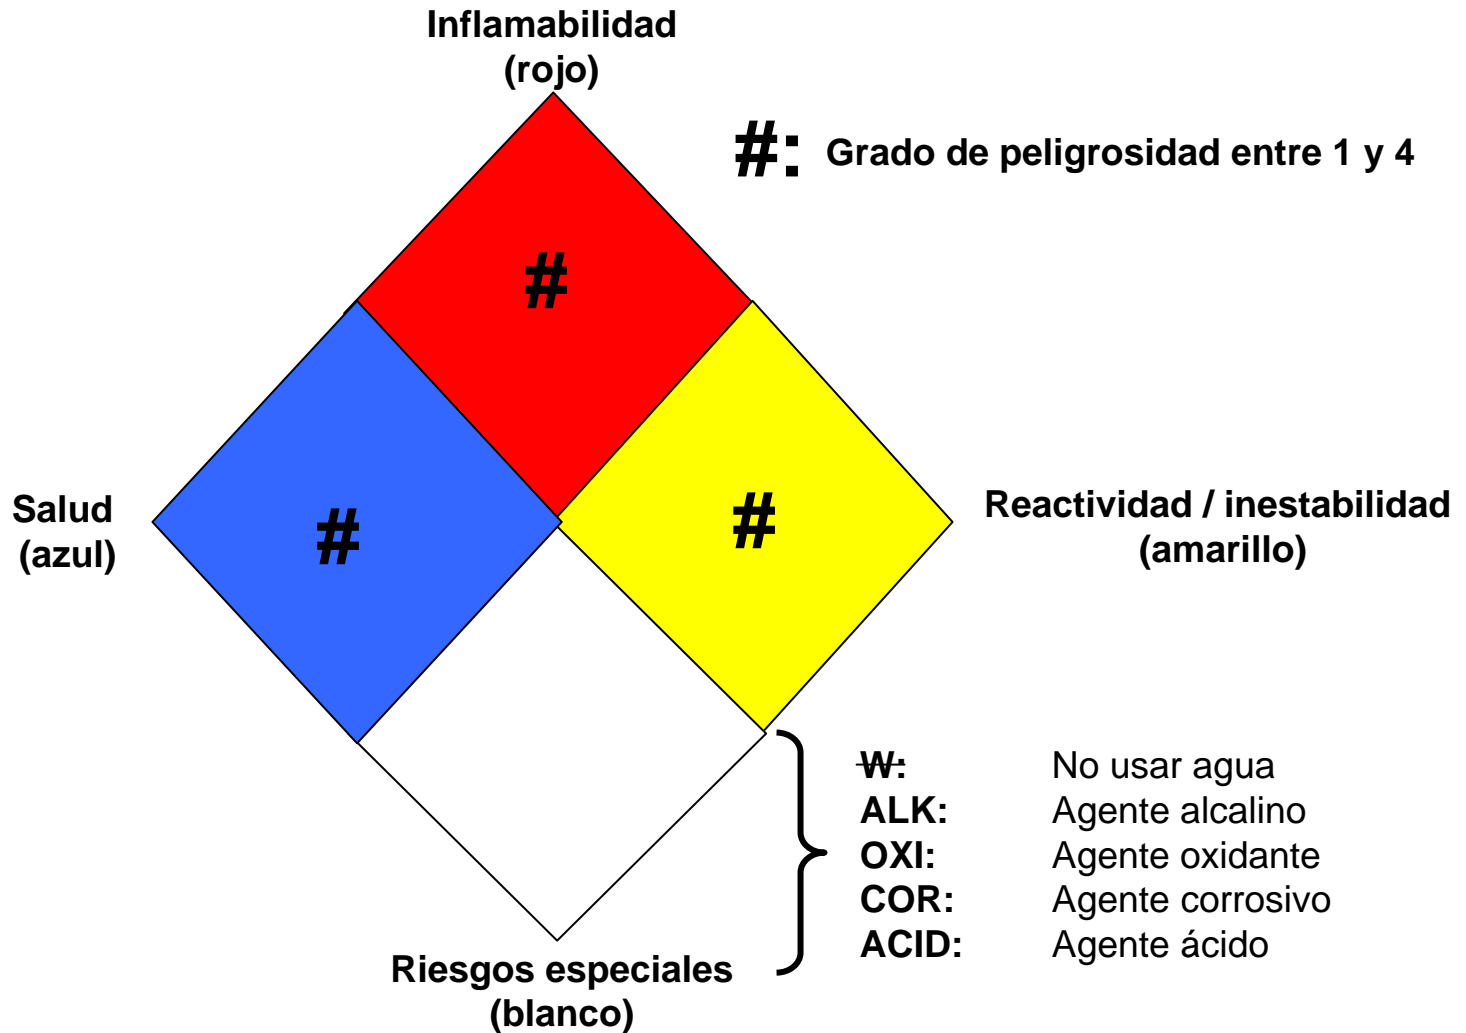 Inflamabilidad
(rojo)
#: Grado de peligrosidad entre 1 y 4
#
Salud
(azul)
#
#
Reactividad / inestabilidad
(amarillo)
W: No usar agua
ALK: Agente alcalino
OXI: Agente oxidante
COR: Agente corrosivo
ACID: Agente ácido
Riesgos especiales
(blanco)